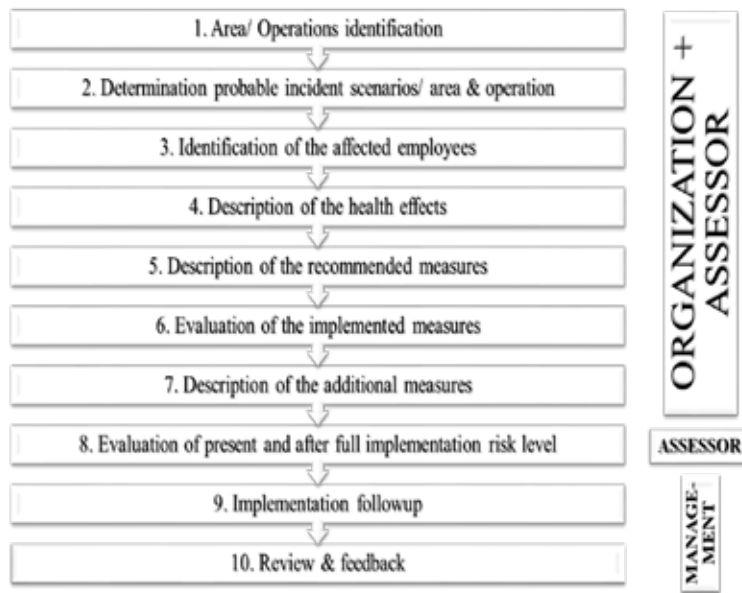 1. Area/ Operations identification
2. Determination probable incident scenarios/ area & operation
3. Identification of the affected employees
4. Description of the health effects
5. Description of the recommended measures
6. Evaluation of the implemented measures
7. Description of the additional measures
8. Evaluation of present and after full implementation risk level
9. Implementation followup
10. Review & feedback
ORGANIZATION +
ASSESSOR
ASSESSOR
MANAGE-
MENT